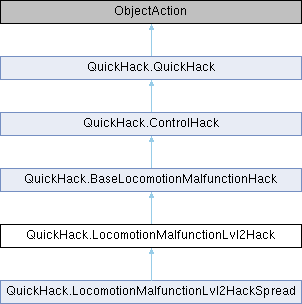 ObjectAction
QuickHack.QuickHack
QuickHack.ControlHack
QuickHack.BaseLocomotionMalfunctionHack
QuickHack.LocomotionMalfunctionLvl2Hack
QuickHack.LocomotionMalfunctionLvl2HackSpread